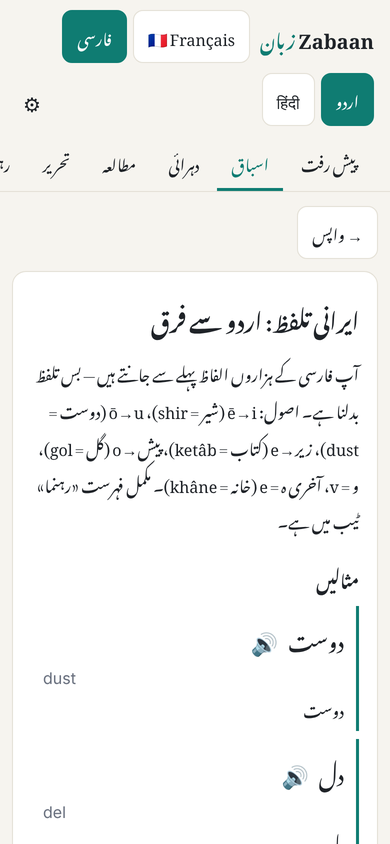 Zabaan زبان
🇫🇷 Français
فارسی
اردو
हिंदी
⚙
پیش رفت
اسباق
دہرائی
مطالعہ
تحریر
→ واپس
ایرانی تلفظ: اردو سے فرق
آپ فارسی کے ہزاروں الفاظ پہلے سے جانتے ہیں — بس تلفظ
بدلنا ہے۔ اصول: ē→i (شیر = shir)، ō→u (دوست =
dust)، زیر→e (کتاب = ketâb)، پیش→o (گل = gol)،
و = v، آخری ہ = e (خانہ = khâne)۔ مکمل فہرست «رہنما»
ٹیب میں ہے۔
مثالیں
دوست 🔊
dust
دوست
دل 🔊
del